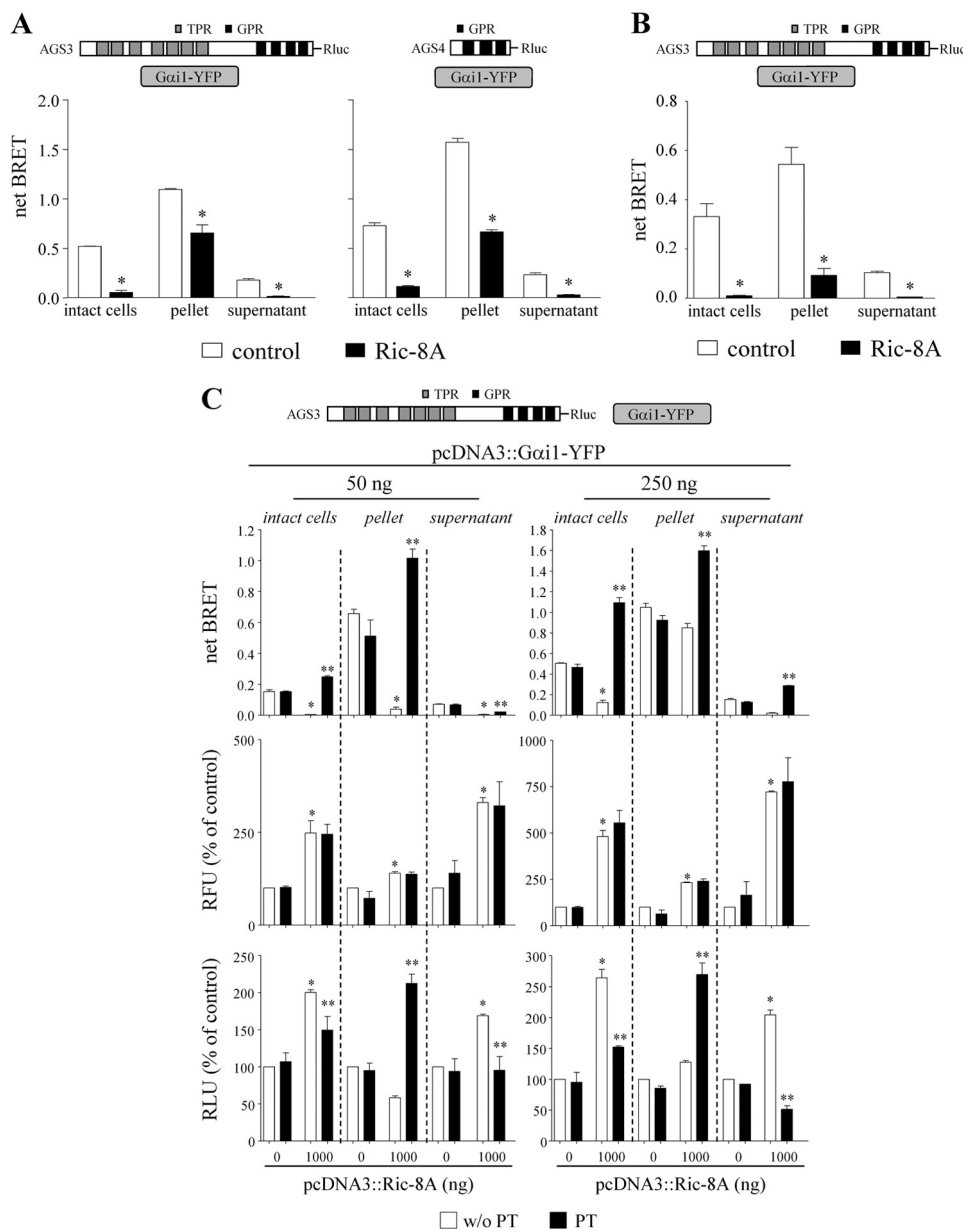 A
TPR GPR
AGS3
Rluc
Gαi1-YFP
GPR
AGS4
Rluc
Gαi1-YFP
net BRET
2.0
1.5
1.0
0.5
0.0
*
*
*
intact cells pellet supernatant
*
*
*
intact cells pellet supernatant
control Ric-8A
B
TPR GPR
AGS3
Rluc
Gαi1-YFP
net BRET
0.8
0.6
0.4
0.2
0.0
*
*
*
intact cells pellet supernatant
control Ric-8A
C
TPR GPR
AGS3
Rluc
Gαi1-YFP
pcDNA3::Gαi1-YFP
50 ng
250 ng
intact cells pellet supernatant
intact cells pellet supernatant
net BRET
1.2
1.0
0.8
0.6
0.4
0.2
0.0
* ** * ** * **
1.8
1.6
1.4
1.2
1.0
0.8
0.6
0.4
0.2
0.0
* ** ** **
RFU (% of control)
500
250
0
* * *
1000
750
500
250
0
* * *
RLU (% of control)
200
150
100
50
0
* ** ** * **
300
250
200
150
100
50
0
* ** ** * **
0 1000 0 1000 0 1000
0 1000 0 1000 0 1000
pcDNA3::Ric-8A (ng)
pcDNA3::Ric-8A (ng)
w/o PT PT